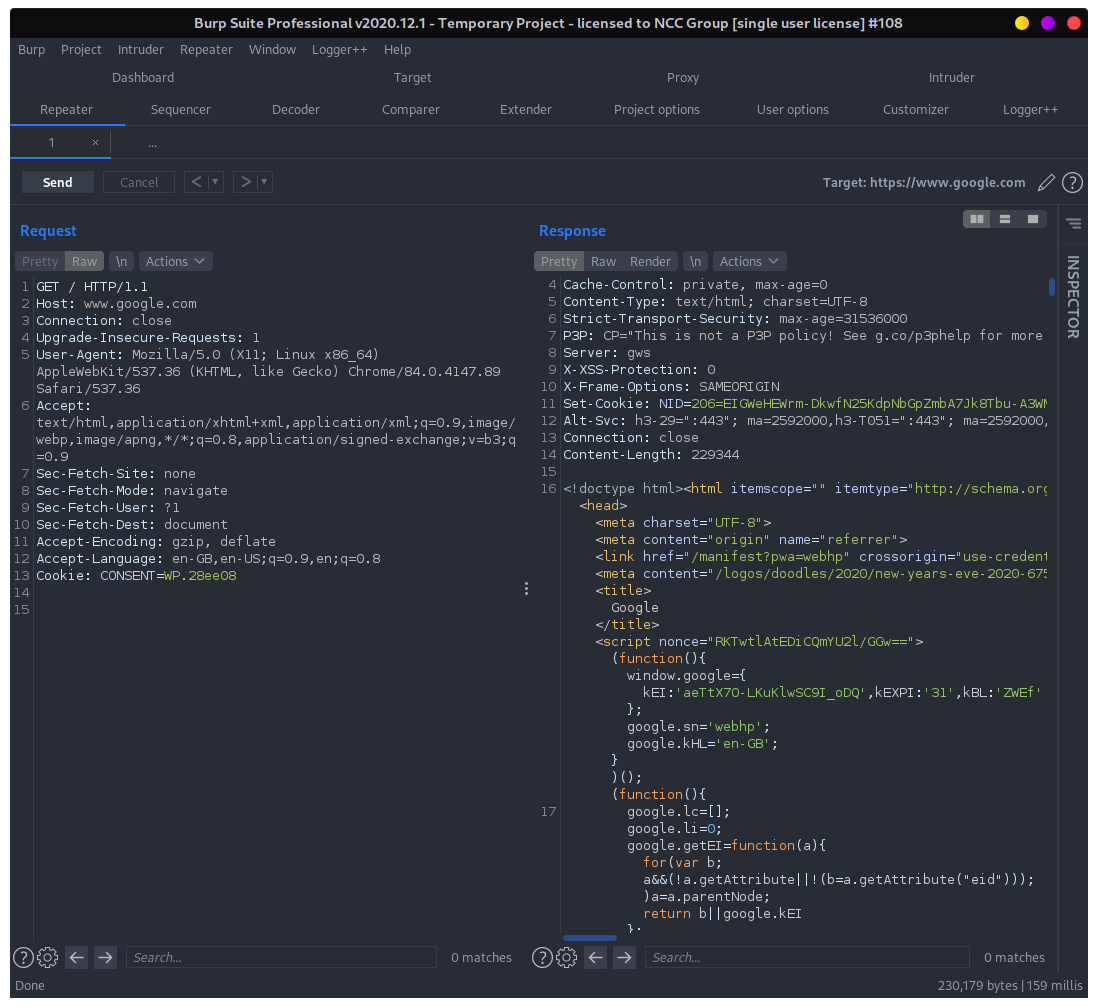 Burp Suite Professional v2020.12.1 - Temporary Project - licensed to NCC Group [single user license] #108
Burp Project Intruder Repeater Window Logger++ Help
Dashboard Target Proxy Intruder
Repeater Sequencer Decoder Comparer Extender Project options User options Customizer Logger++
1 × ...
Send Cancel < > Target: https://www.google.com ?
Request
Pretty Raw \n Actions
1 GET / HTTP/1.1
2 Host: www.google.com
3 Connection: close
4 Upgrade-Insecure-Requests: 1
5 User-Agent: Mozilla/5.0 (X11; Linux x86_64)
AppleWebKit/537.36 (KHTML, like Gecko) Chrome/84.0.4147.89
Safari/537.36
6 Accept:
text/html,application/xhtml+xml,application/xml;q=0.9,image/
webp,image/apng,*/*;q=0.8,application/signed-exchange;v=b3;q
=0.9
7 Sec-Fetch-Site: none
8 Sec-Fetch-Mode: navigate
9 Sec-Fetch-User: ?1
10 Sec-Fetch-Dest: document
11 Accept-Encoding: gzip, deflate
12 Accept-Language: en-GB,en-US;q=0.9,en;q=0.8
13 Cookie: CONSENT=WP.28ee08
14
15
? Search... 0 matches
Response
Pretty Raw Render \n Actions
4 Cache-Control: private, max-age=0
5 Content-Type: text/html; charset=UTF-8
6 Strict-Transport-Security: max-age=31536000
7 P3P: CP="This is not a P3P policy! See g.co/p3phelp for more
8 Server: gws
9 X-XSS-Protection: 0
10 X-Frame-Options: SAMEORIGIN
11 Set-Cookie: NID=206=EIGWeHEWrm-DkwfN25KdpNbGpZmbA7Jk8Tbu-A3WM
12 Alt-Svc: h3-29=":443"; ma=2592000,h3-T051=":443"; ma=2592000,
13 Connection: close
14 Content-Length: 229344
15
16 <!doctype html><html itemscope="" itemtype="http://schema.org
<head>
<meta charset="UTF-8">
<meta content="origin" name="referrer">
<link href="/manifest?pwa=webhp" crossorigin="use-credent
<meta content="/logos/doodles/2020/new-years-eve-2020-675
<title>
Google
</title>
<script nonce="RKTwtlAtEDiCQmYU2l/GGw==">
(function(){
window.google={
kEI:'aeTtX7O-LKuKlwSC9I_oDQ',kEXPI:'31',kBL:'ZWEf'
};
google.sn='webhp';
google.kHL='en-GB';
}
)();
(function(){
17 google.lc=[];
google.li=0;
google.getEI=function(a){
for(var b;
a&&(!a.getAttribute||!(b=a.getAttribute("eid")));
)a=a.parentNode;
return b||google.kEI
};
? Search... 0 matches
INSPECTOR
Done 230,179 bytes | 159 millis